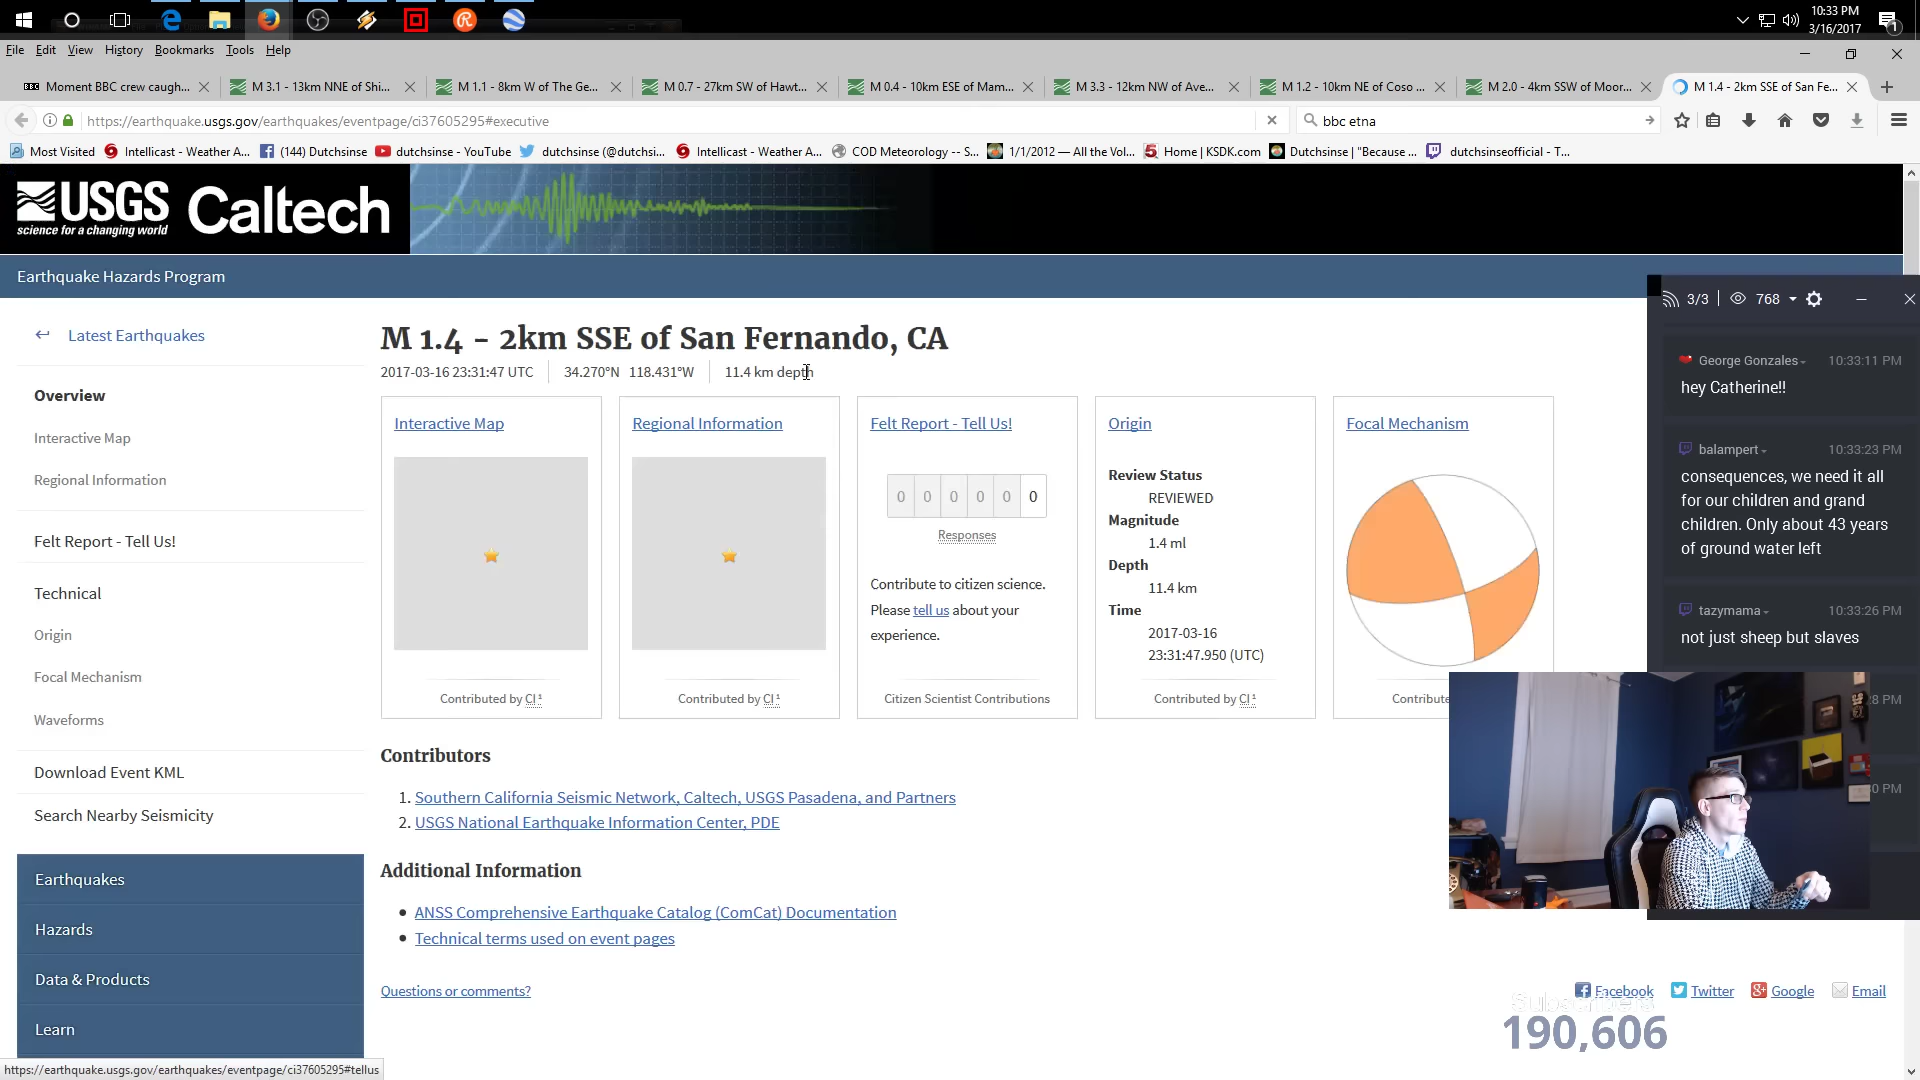 10:33 PM
3/16/2017
1
File Edit View History Bookmarks Tools Help
BBC Moment BBC crew caugh...
M 3.1 - 13km NNE of Shi...
M 1.1 - 8km W of The Ge...
M 0.7 - 27km SW of Hawt...
M 0.4 - 10km ESE of Mam...
M 3.3 - 12km NW of Ave...
M 1.2 - 10km NE of Coso ...
M 2.0 - 4km SSW of Moor...
M 1.4 - 2km SSE of San Fe...
https://earthquake.usgs.gov/earthquakes/eventpage/ci37605295#executive
bbc etna
Most Visited
Intellicast - Weather A...
(144) Dutchsinse
dutchsinse - YouTube
dutchsinse (@dutchsi...
Intellicast - Weather A...
COD Meteorology -- S...
1/1/2012 — All the Vol...
Home | KSDK.com
Dutchsinse | "Because ...
dutchsinseofficial - T...
USGS
science for a changing world
Caltech
Earthquake Hazards Program
Latest Earthquakes
Overview
Interactive Map
Regional Information
Felt Report - Tell Us!
Technical
Origin
Focal Mechanism
Waveforms
Download Event KML
Search Nearby Seismicity
Earthquakes
Hazards
Data & Products
Learn
https://earthquake.usgs.gov/earthquakes/eventpage/ci37605295#tellus
M 1.4 - 2km SSE of San Fernando, CA
2017-03-16 23:31:47 UTC
34.270°N 118.431°W
11.4 km depth
Interactive Map
Contributed by CI 1
Regional Information
Contributed by CI 1
Felt Report - Tell Us!
0 0 0 0 0 0
Responses
Contribute to citizen science.
Please tell us about your
experience.
Citizen Scientist Contributions
Origin
Review Status
REVIEWED
Magnitude
1.4 ml
Depth
11.4 km
Time
2017-03-16
23:31:47.950 (UTC)
Contributed by CI 1
Focal Mechanism
Contribute
Contributors
1. Southern California Seismic Network, Caltech, USGS Pasadena, and Partners
2. USGS National Earthquake Information Center, PDE
Additional Information
ANSS Comprehensive Earthquake Catalog (ComCat) Documentation
Technical terms used on event pages
Questions or comments?
Facebook
Twitter
Google
Email
3/3 768
George Gonzales 10:33:11 PM
hey Catherine!!
balampert 10:33:23 PM
consequences, we need it all
for our children and grand
children. Only about 43 years
of ground water left
tazymama 10:33:26 PM
not just sheep but slaves
8 PM
0 PM
Subscribers
190,606